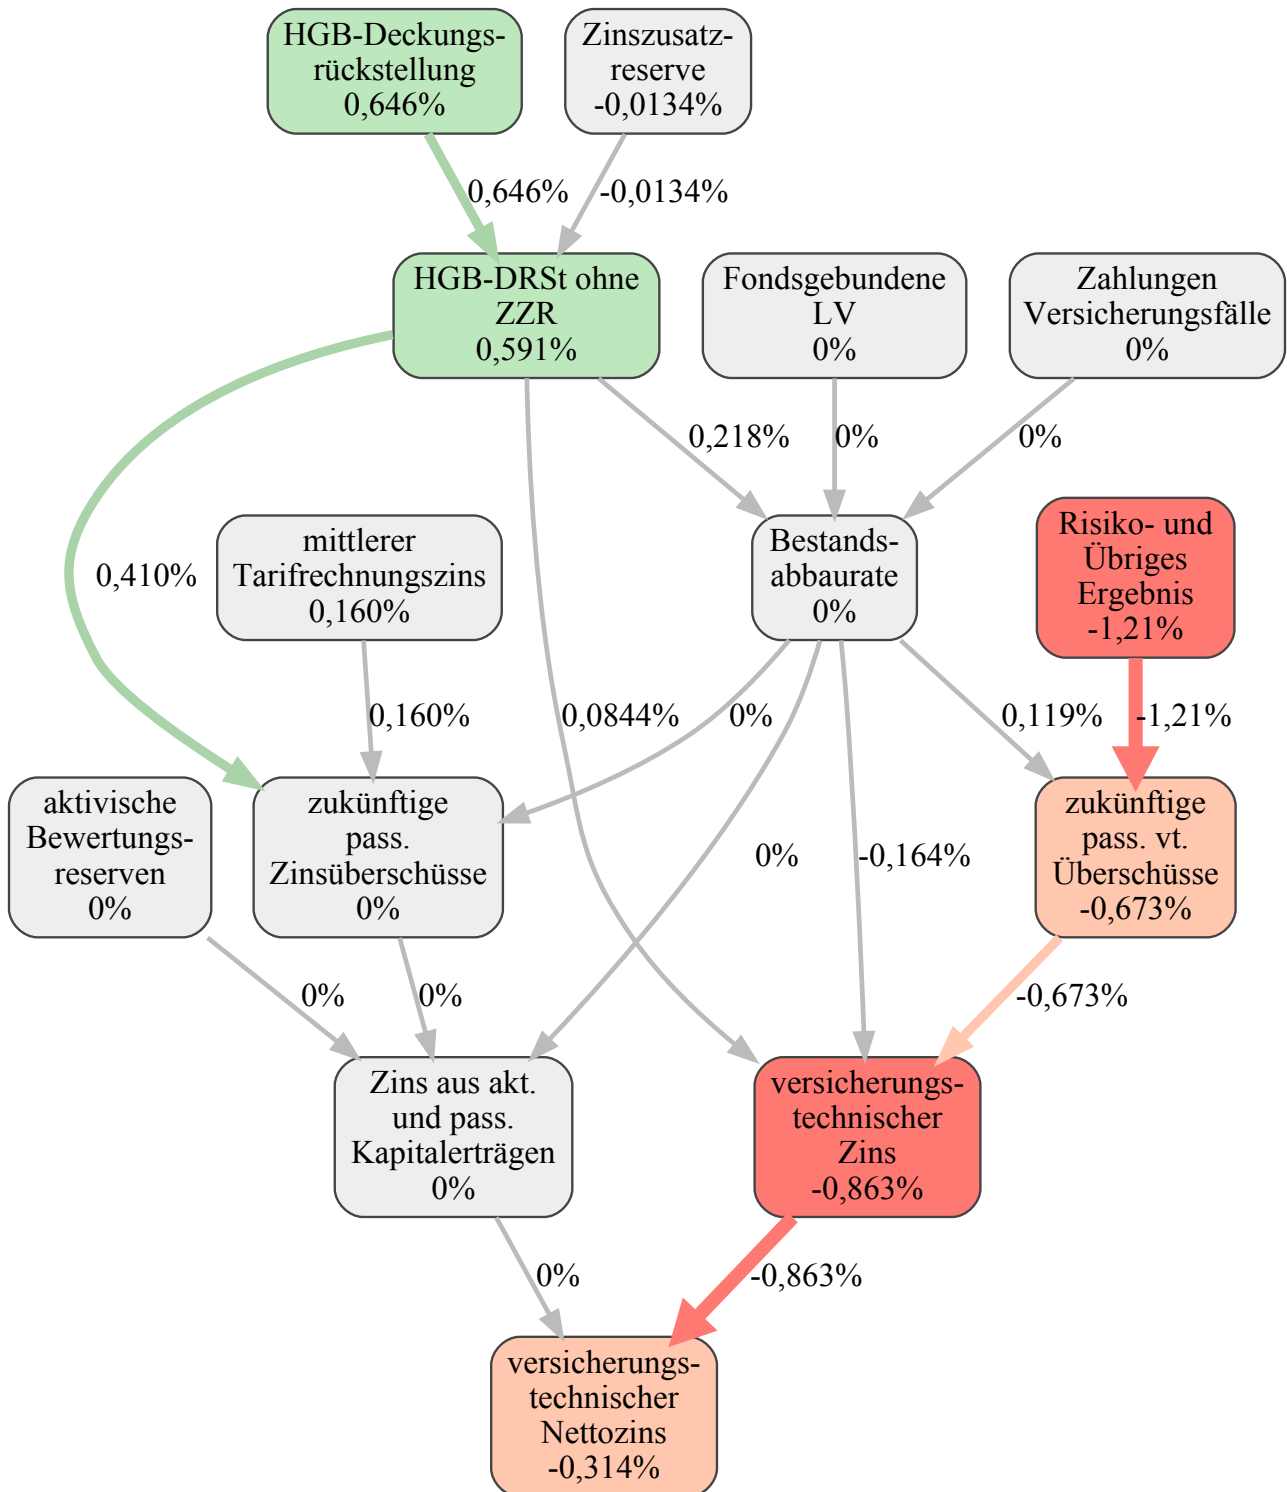 HGB-Deckungs-
rückstellung
0,646%
Zinszusatz-
reserve
-0,0134%
0,646%
-0,0134%
HGB-DRSt ohne
ZZR
0,591%
Fondsgebundene
LV
0%
Zahlungen
Versicherungsfälle
0%
0,218%
0%
0%
mittlerer
Tarifrechnungszins
0,160%
Bestands-
abbaurate
0%
Risiko- und
Übriges
Ergebnis
-1,21%
0,410%
0,160%
0,0844%
0%
0,119%
-1,21%
aktivische
Bewertungs-
reserven
0%
zukünftige
pass.
Zinsüberschüsse
0%
0%
-0,164%
zukünftige
pass. vt.
Überschüsse
-0,673%
0%
0%
-0,673%
Zins aus akt.
und pass.
Kapitalerträgen
0%
versicherungs-
technischer
Zins
-0,863%
0%
-0,863%
versicherungs-
technischer
Nettozins
-0,314%